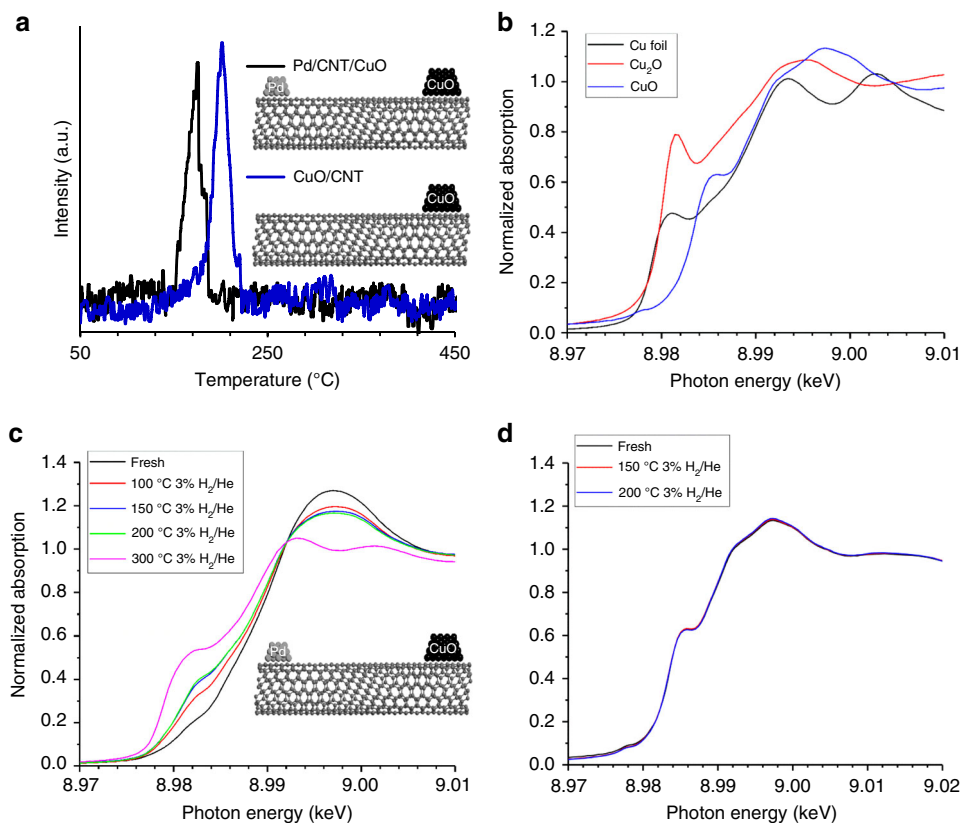 a
Intensity (a.u.)
Pd/CNT/CuO
Pd
CuO
CuO/CNT
CuO
50
250
450
Temperature (°C)
b
Normalized absorption
Cu foil
Cu₂O
CuO
1.4
1.2
1.0
0.8
0.6
0.4
0.2
0.0
8.97
8.98
8.99
9.00
9.01
Photon energy (keV)
c
Normalized absorption
Fresh
100 °C 3% H₂/He
150 °C 3% H₂/He
200 °C 3% H₂/He
300 °C 3% H₂/He
Pd
CuO
1.4
1.2
1.0
0.8
0.6
0.4
0.2
0.0
8.97
8.98
8.99
9.00
9.01
Photon energy (keV)
d
Normalized absorption
Fresh
150 °C 3% H₂/He
200 °C 3% H₂/He
1.4
1.2
1.0
0.8
0.6
0.4
0.2
0.0
8.97
8.98
8.99
9.00
9.01
9.02
Photon energy (keV)